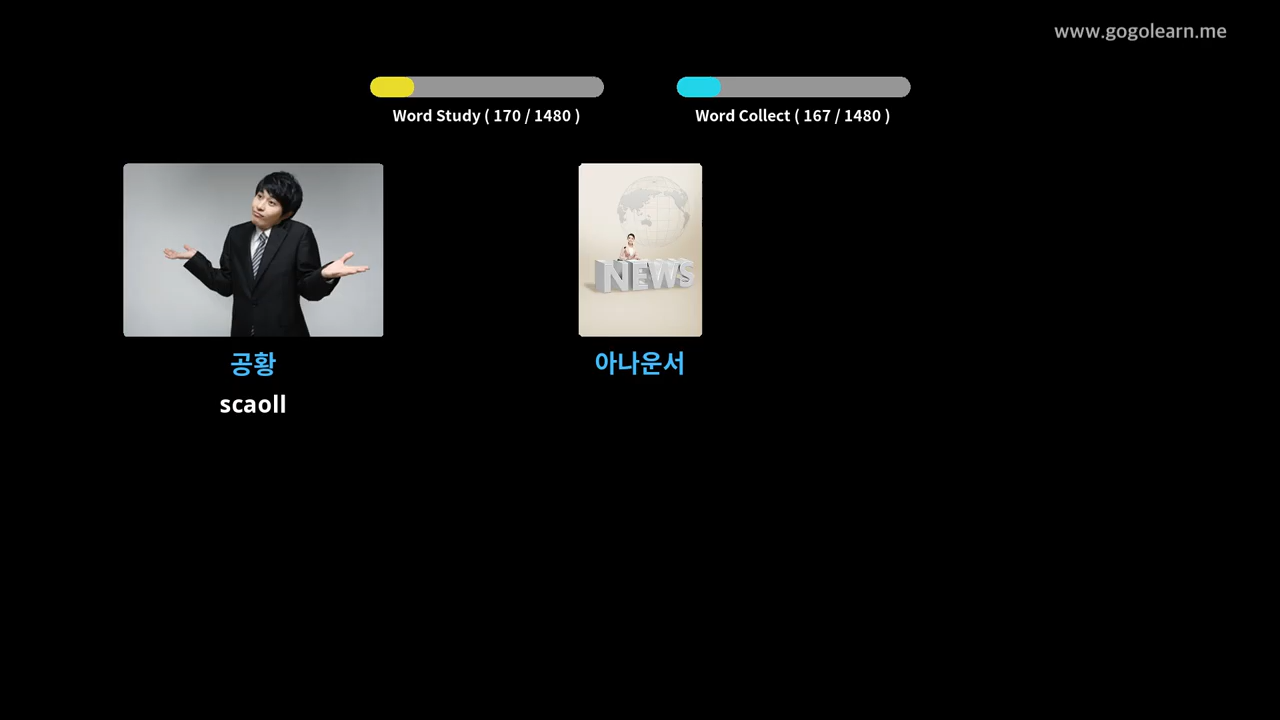 www.gogolearn.me
Word Study ( 170 / 1480 )
Word Collect ( 167 / 1480 )
NEWS
공황
아나운서
scaoll